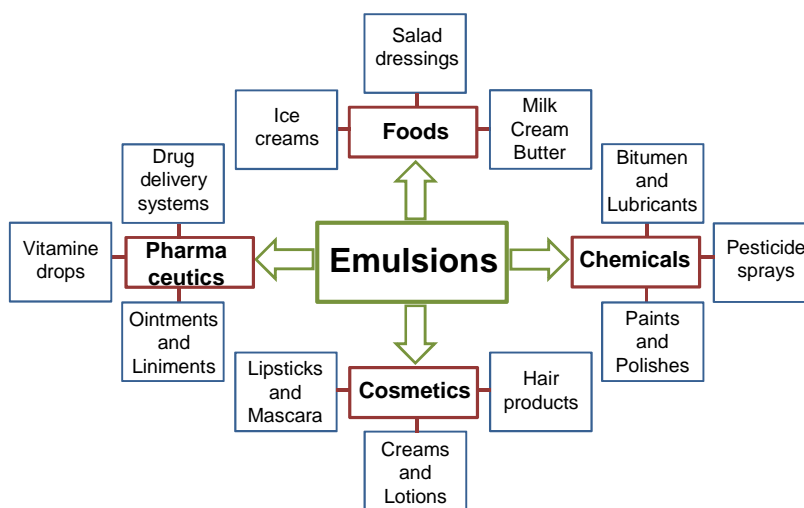 Salad
dressings
Ice
creams
Foods
Milk
Cream
Butter
Drug
delivery
systems
Bitumen
and
Lubricants
Vitamine
drops
Pharma
ceutics
Emulsions
Chemicals
Pesticide
sprays
Ointments
and
Liniments
Paints
and
Polishes
Lipsticks
and
Mascara
Cosmetics
Hair
products
Creams
and
Lotions